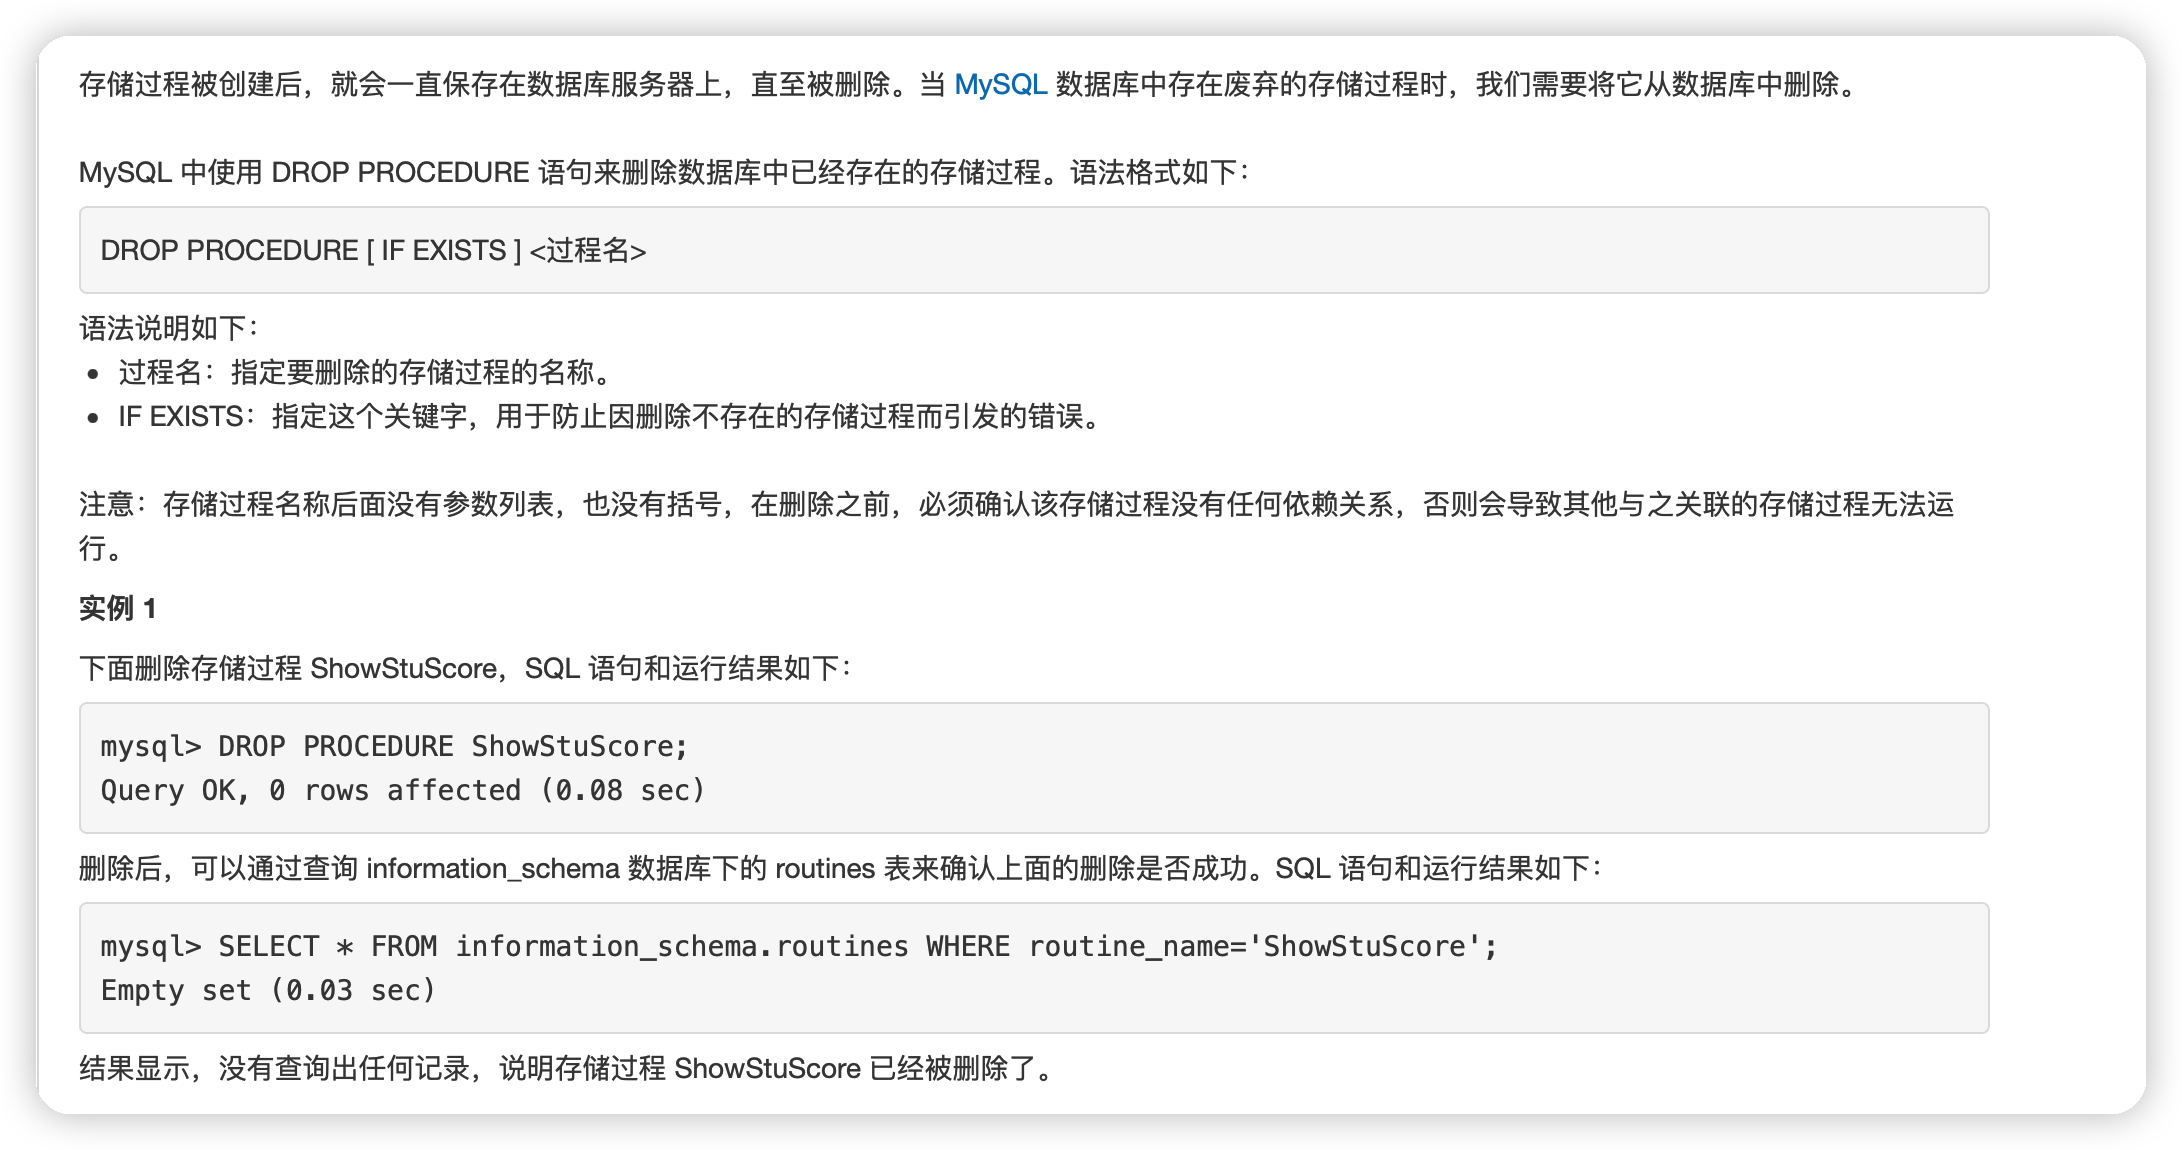 存储过程被创建后，就会一直保存在数据库服务器上，直至被删除。当 MySQL 数据库中存在废弃的存储过程时，我们需要将它从数据库中删除。
MySQL 中使用 DROP PROCEDURE 语句来删除数据库中已经存在的存储过程。语法格式如下：
DROP PROCEDURE [ IF EXISTS ] <过程名>
语法说明如下：
• 过程名：指定要删除的存储过程的名称。
• IF EXISTS：指定这个关键字，用于防止因删除不存在的存储过程而引发的错误。
注意：存储过程名称后面没有参数列表，也没有括号，在删除之前，必须确认该存储过程没有任何依赖关系，否则会导致其他与之关联的存储过程无法运
行。
实例 1
下面删除存储过程 ShowStuScore，SQL 语句和运行结果如下：
mysql> DROP PROCEDURE ShowStuScore;
Query OK, 0 rows affected (0.08 sec)
删除后，可以通过查询 information_schema 数据库下的 routines 表来确认上面的删除是否成功。SQL 语句和运行结果如下：
mysql> SELECT * FROM information_schema.routines WHERE routine_name='ShowStuScore';
Empty set (0.03 sec)
结果显示，没有查询出任何记录，说明存储过程 ShowStuScore 已经被删除了。